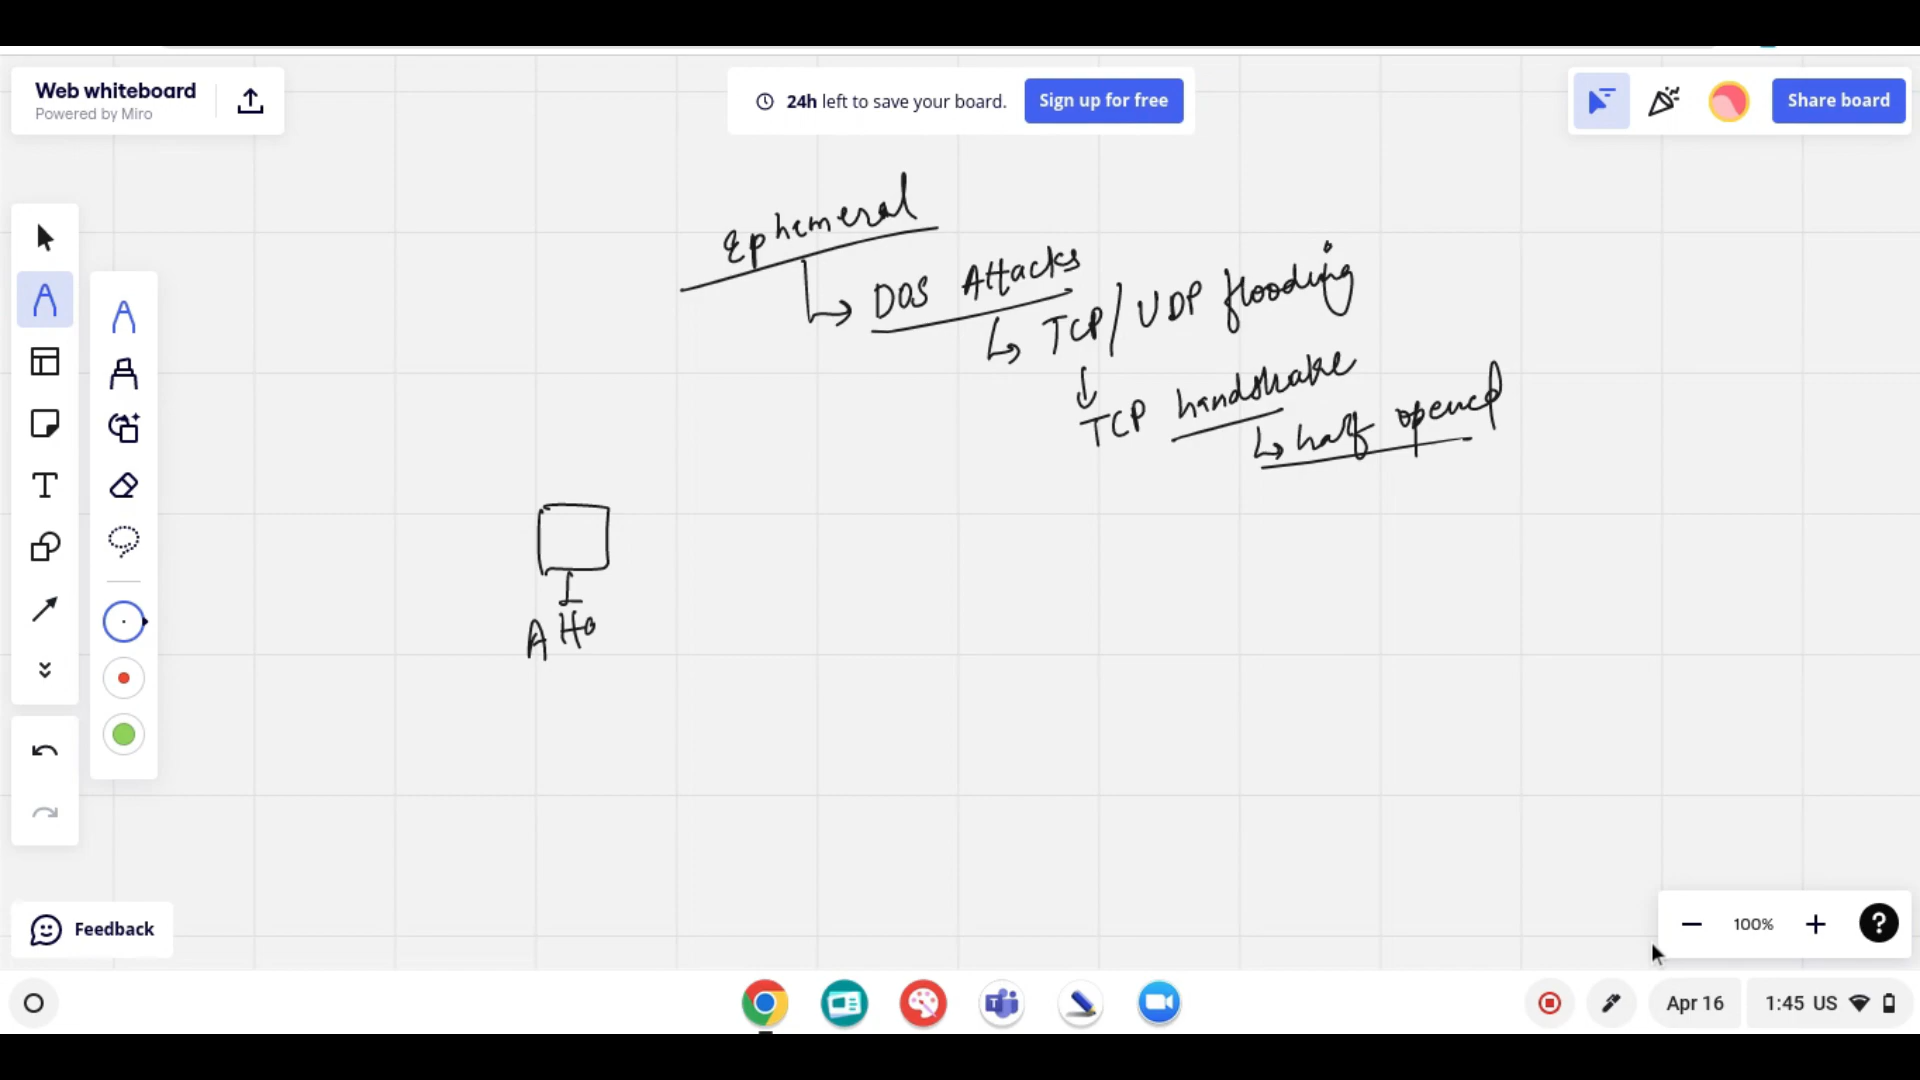 Web whiteboard
Powered by Miro
24h left to save your board.
Sign up for free
Share board
Ephemeral
DOS Attacks
TCP/UDP flooding
TCP handshake
half opened
A Ho
Feedback
100%
?
Apr 16
1:45 US